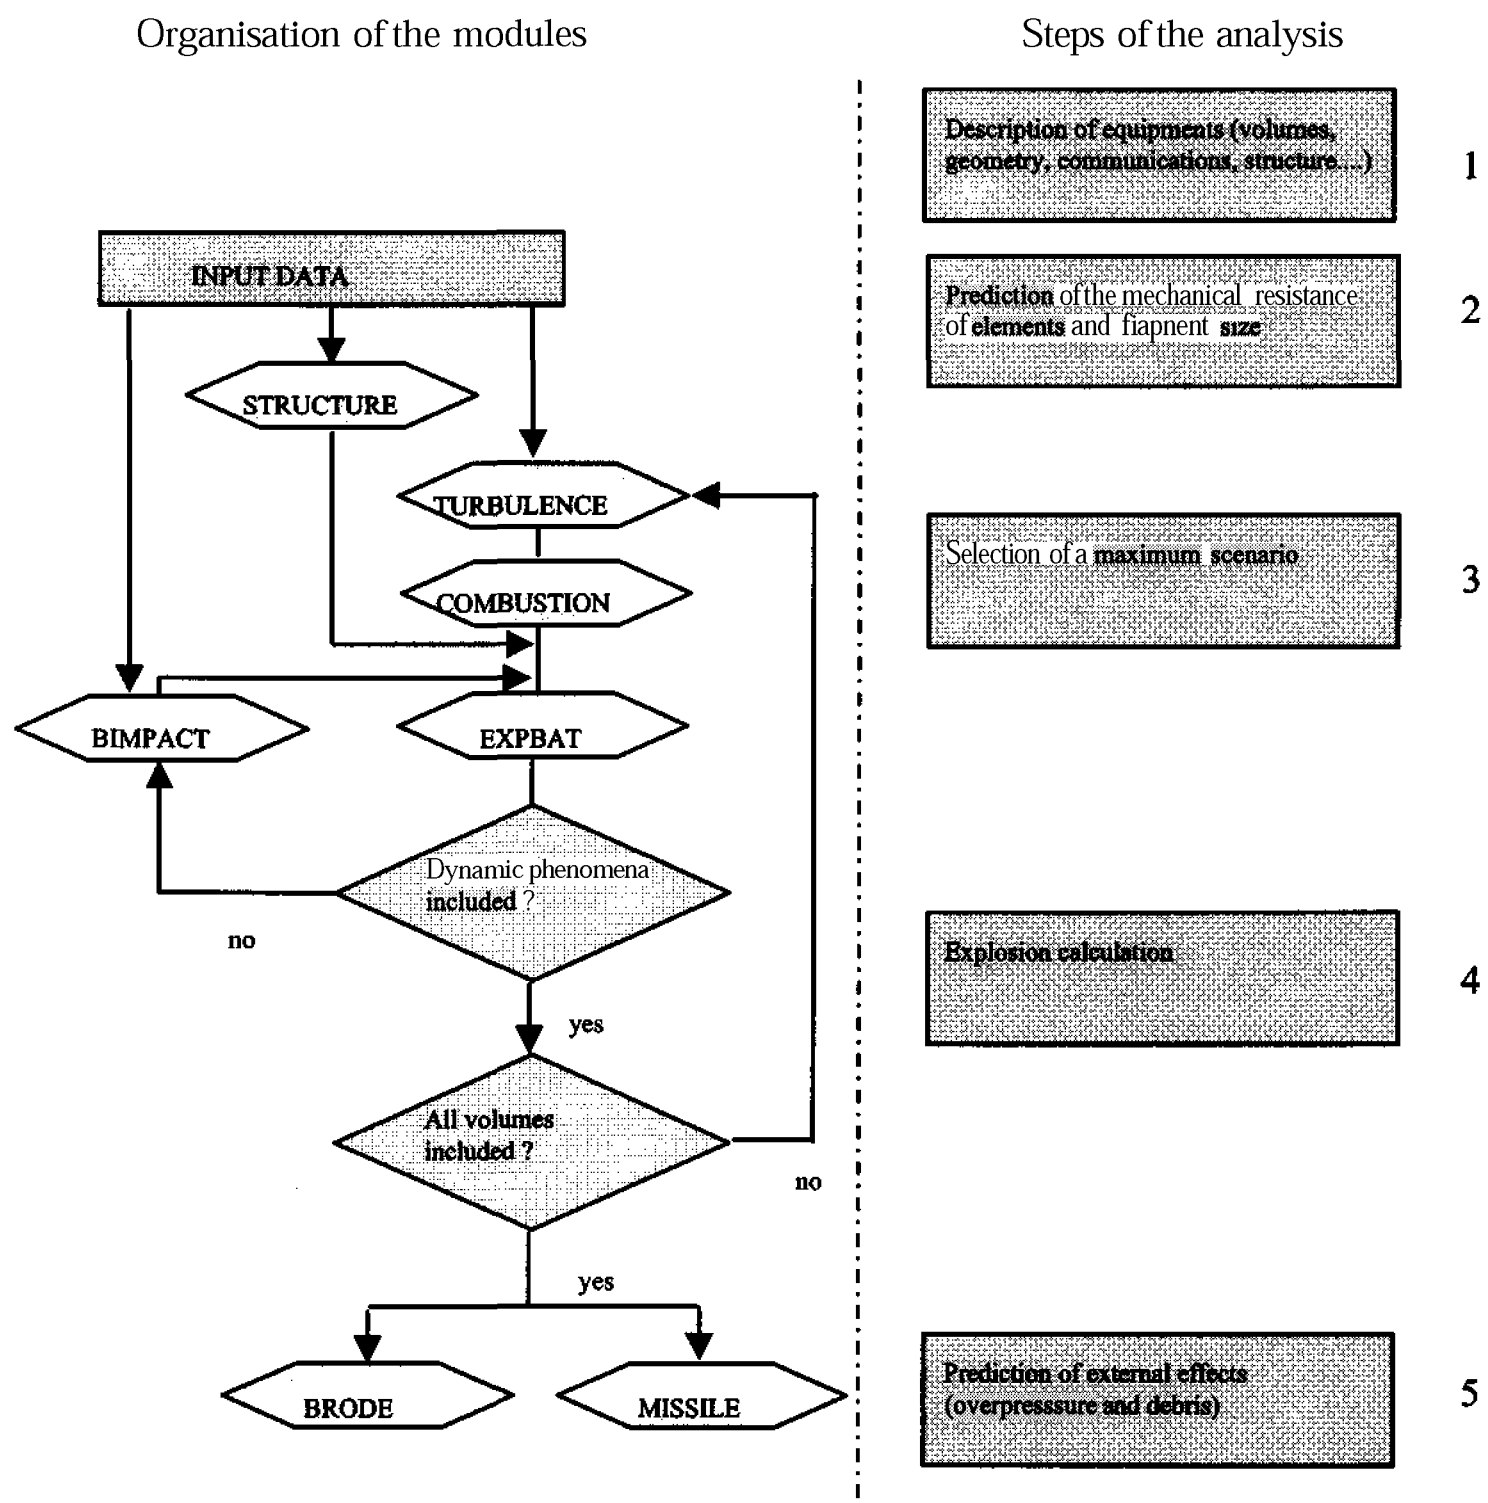 Organisation of the modules
Steps of the analysis
Description of equipments (volumes,
geometry, communications, structure....)
1
INPUT DATA
Prediction of the mechanical resistance
of elements and fiapnent size
2
STRUCTURE
TURBULENCE
Selection of a maximum scenario
3
COMBUSTION
BIMPACT
EXPBAT
Dynamic phenomena
included ?
no
yes
Explosion calculation
4
All volumes
included ?
no
yes
BRODE
MISSILE
Prediction of external effects
(overpresssure and debris)
5